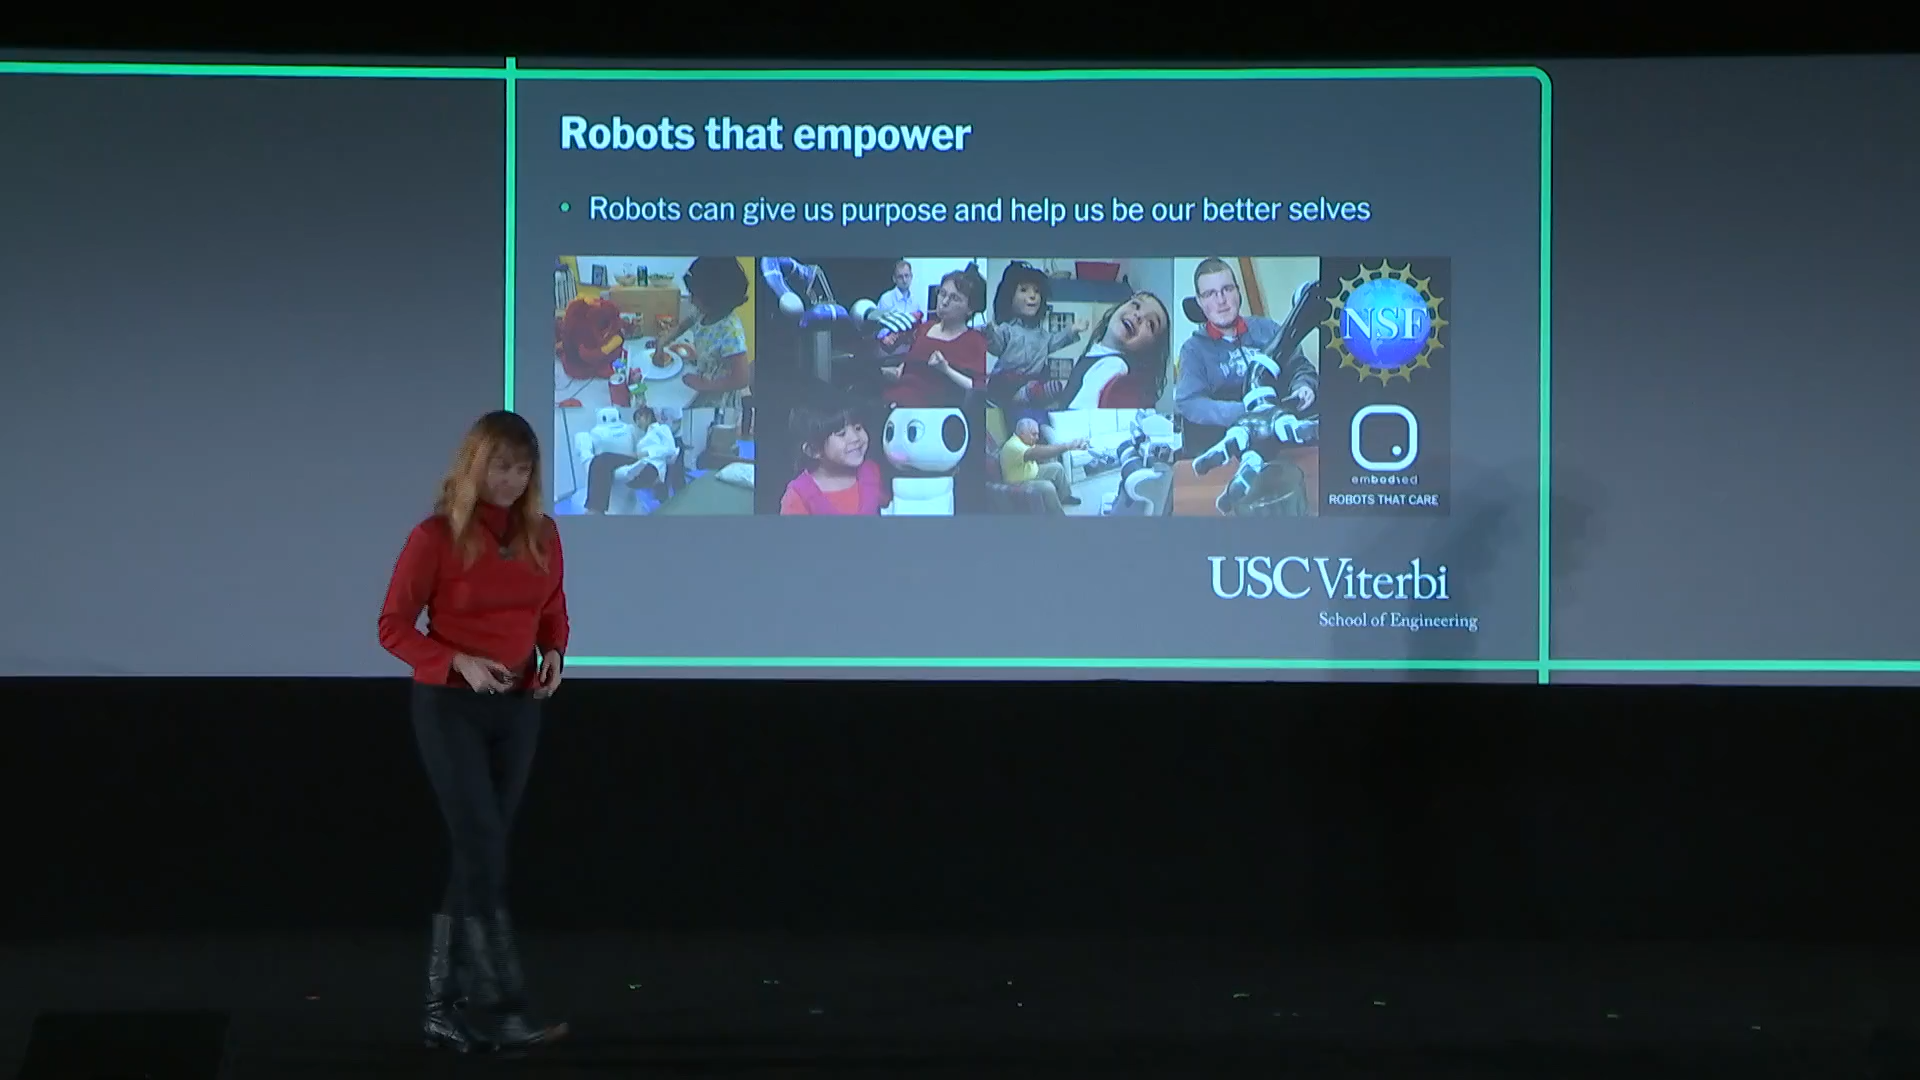 Robots that empower
• Robots can give us purpose and help us be our better selves
NSF
embodied
ROBOTS THAT CARE
USC Viterbi
School of Engineering